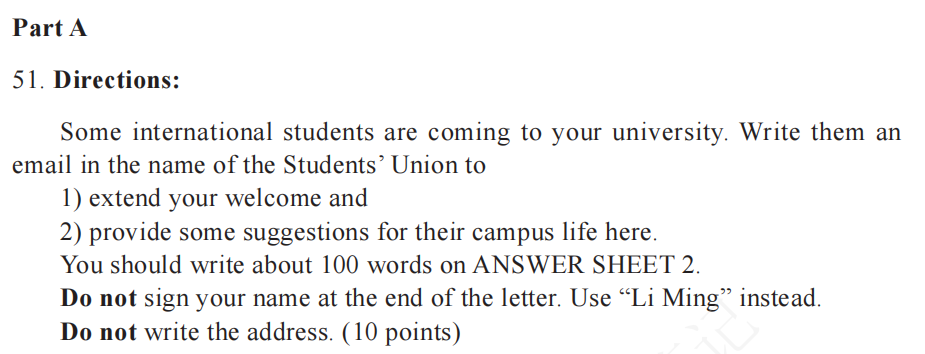 Part A
51. Directions:
Some international students are coming to your university. Write them an
email in the name of the Students’ Union to
1) extend your welcome and
2) provide some suggestions for their campus life here.
You should write about 100 words on ANSWER SHEET 2.
Do not sign your name at the end of the letter. Use “Li Ming” instead.
Do not write the address. (10 points)
记